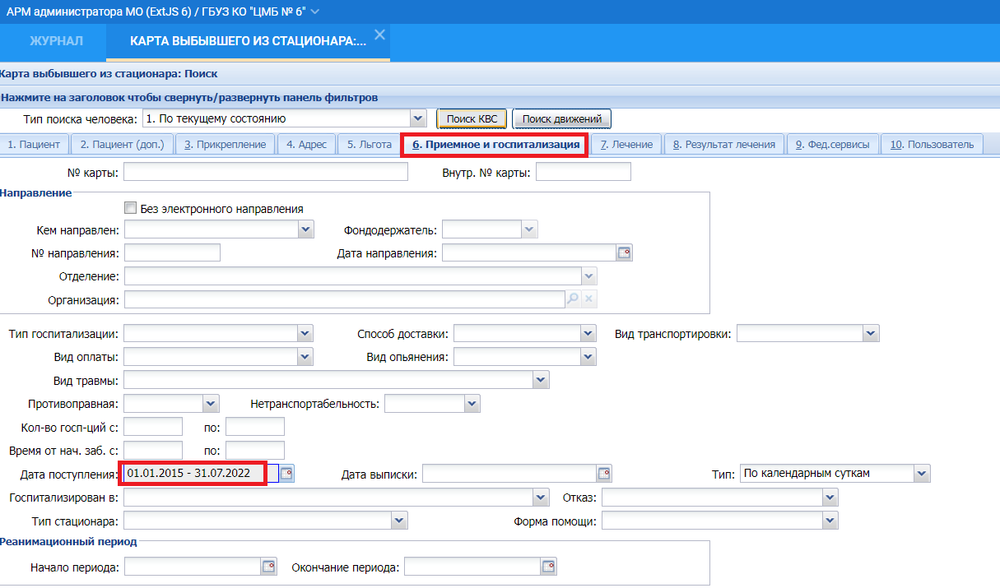 АРМ администратора МО (ExtJS 6) / ГБУЗ КО "ЦМБ № 6"
ЖУРНАЛ КАРТА ВЫБЫВШЕГО ИЗ СТАЦИОНАРА:...
Карта выбывшего из стационара: Поиск
Нажмите на заголовок чтобы свернуть/развернуть панель фильтров
Тип поиска человека: 1. По текущему состоянию Поиск КВС Поиск движений
1. Пациент 2. Пациент (доп.) 3. Прикрепление 4. Адрес 5. Льгота 6. Приемное и госпитализация 7. Лечение 8. Результат лечения 9. Фед.сервисы 10. Пользователь
№ карты: Внутр. № карты:
Направление
Без электронного направления
Кем направлен: Фондодержатель:
№ направления: Дата направления:
Отделение:
Организация:
Тип госпитализации: Способ доставки: Вид транспортировки:
Вид оплаты: Вид опьянения:
Вид травмы:
Противоправная: Нетранспортабельность:
Кол-во госп-ций с: по:
Время от нач. заб. с: по:
Дата поступления: 01.01.2015 - 31.07.2022 Дата выписки: Тип: По календарным суткам
Госпитализирован в: Отказ:
Тип стационара: Форма помощи:
Реанимационный период
Начало периода: Окончание периода: